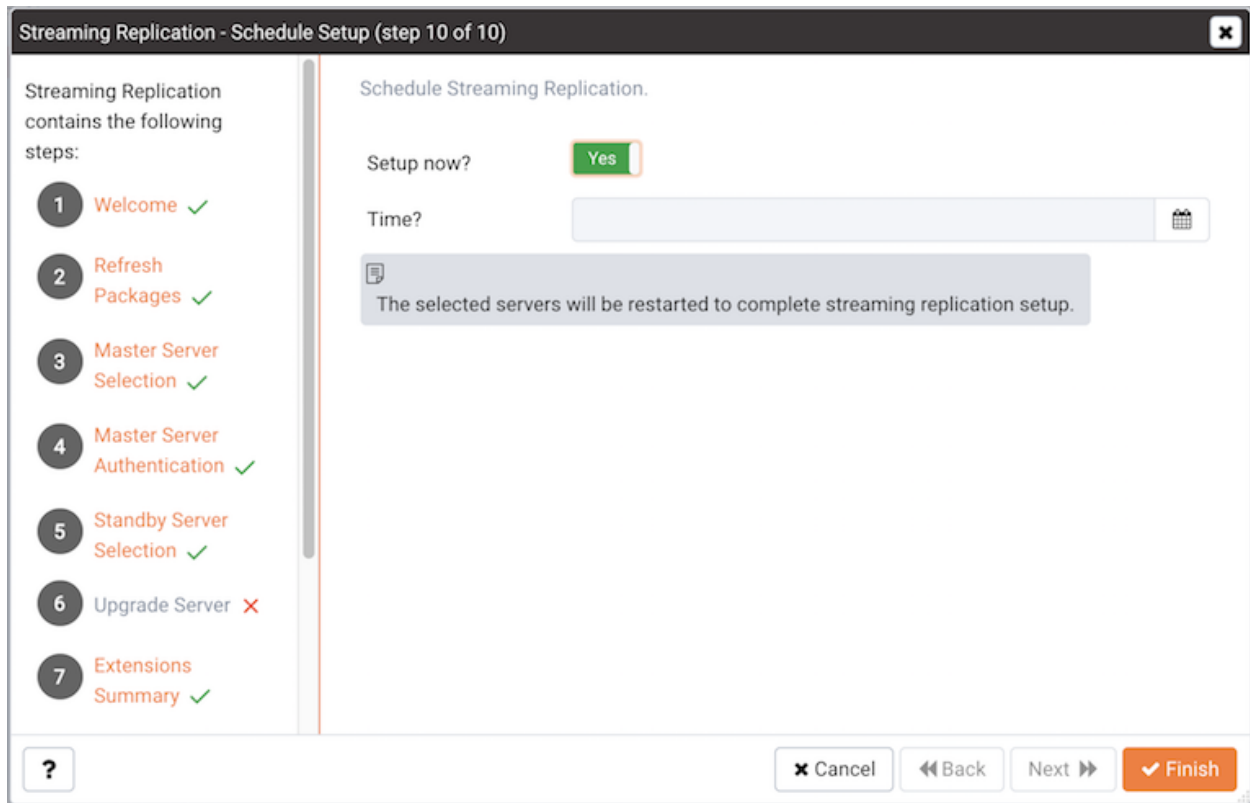 Streaming Replication - Schedule Setup (step 10 of 10)
Streaming Replication
contains the following
steps:
1 Welcome
2 Refresh
Packages
3 Master Server
Selection
4 Master Server
Authentication
5 Standby Server
Selection
6 Upgrade Server
7 Extensions
Summary
Schedule Streaming Replication.
Setup now? Yes
Time?
The selected servers will be restarted to complete streaming replication setup.
? Cancel Back Next Finish